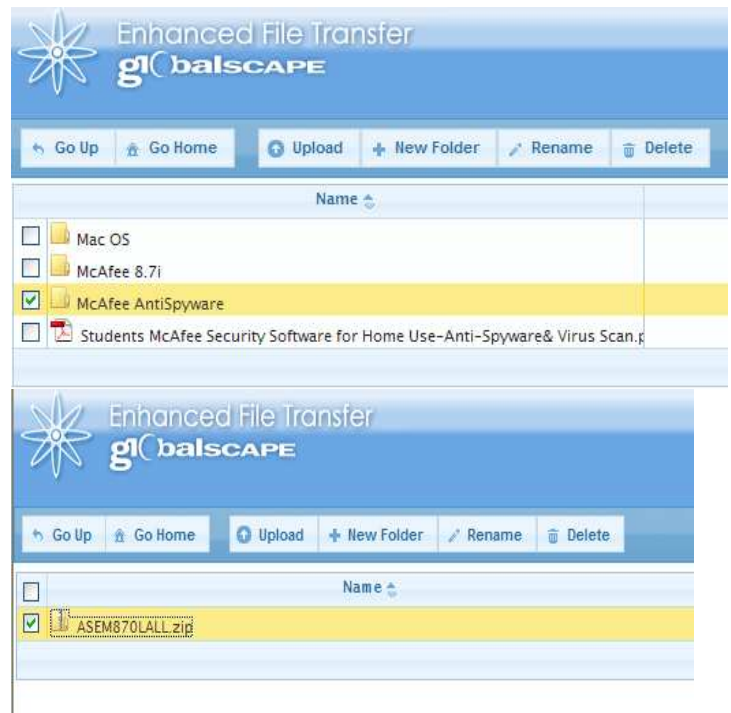 Enhanced File Transfer
globalSCAPE
Go Up Go Home Upload New Folder Rename Delete
Name
Mac OS
McAfee 8.7i
McAfee AntiSpyware
Students McAfee Security Software for Home Use-Anti-Spyware& Virus Scan.p
Enhanced File Transfer
globalSCAPE
Go Up Go Home Upload New Folder Rename Delete
Name
ASEM870LALL.zip